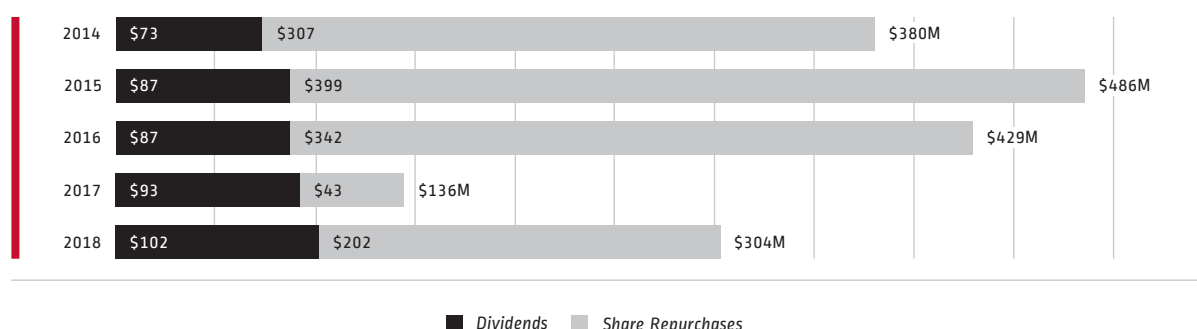 2014 $73 $307 $380M
2015 $87 $399 $486M
2016 $87 $342 $429M
2017 $93 $43 $136M
2018 $102 $202 $304M
Dividends Share Repurchases